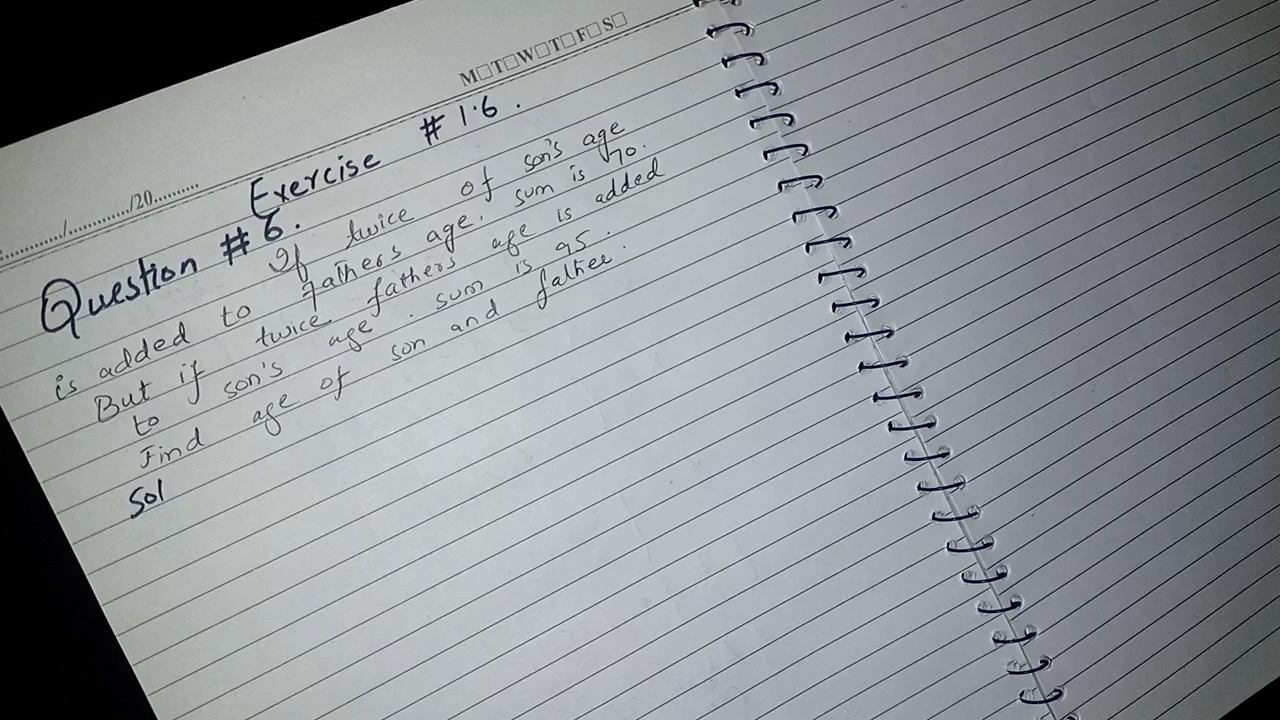 M□T□W□T□F□S□
............/............/20..........
Exercise # 1.6.
Question # 6.
If twice of son's age
is added to fathers age. sum is 70.
But if twice fathers age is added
to son's age. sum is 95.
Find age of son and father.
Sol